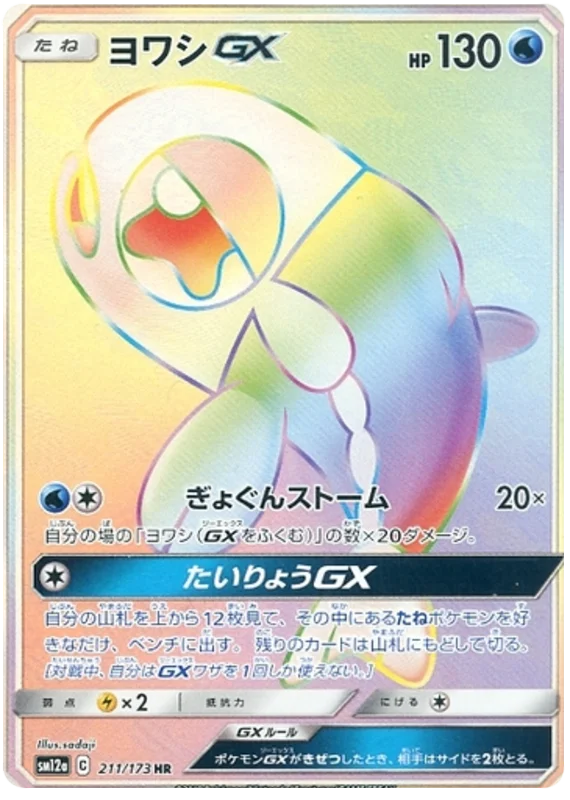 たね ヨワシGX HP 130
ぎょぐんストーム 20×
自分の場の「ヨワシ(GXをふくむ)」の数×20ダメージ。
たいりょうGX
自分の山札を上から12枚見て、その中にあるたねポケモンを好
きなだけ、ベンチに出す。残りのカードは山札にもどして切る。
[対戦中、自分はGXワザを1回しか使えない。]
弱点 ×2 抵抗力 にげる
Illus.sadaji GXルール
sm12a C 211/173 HR ポケモンGXがきぜつしたとき、相手はサイドを2枚とる。